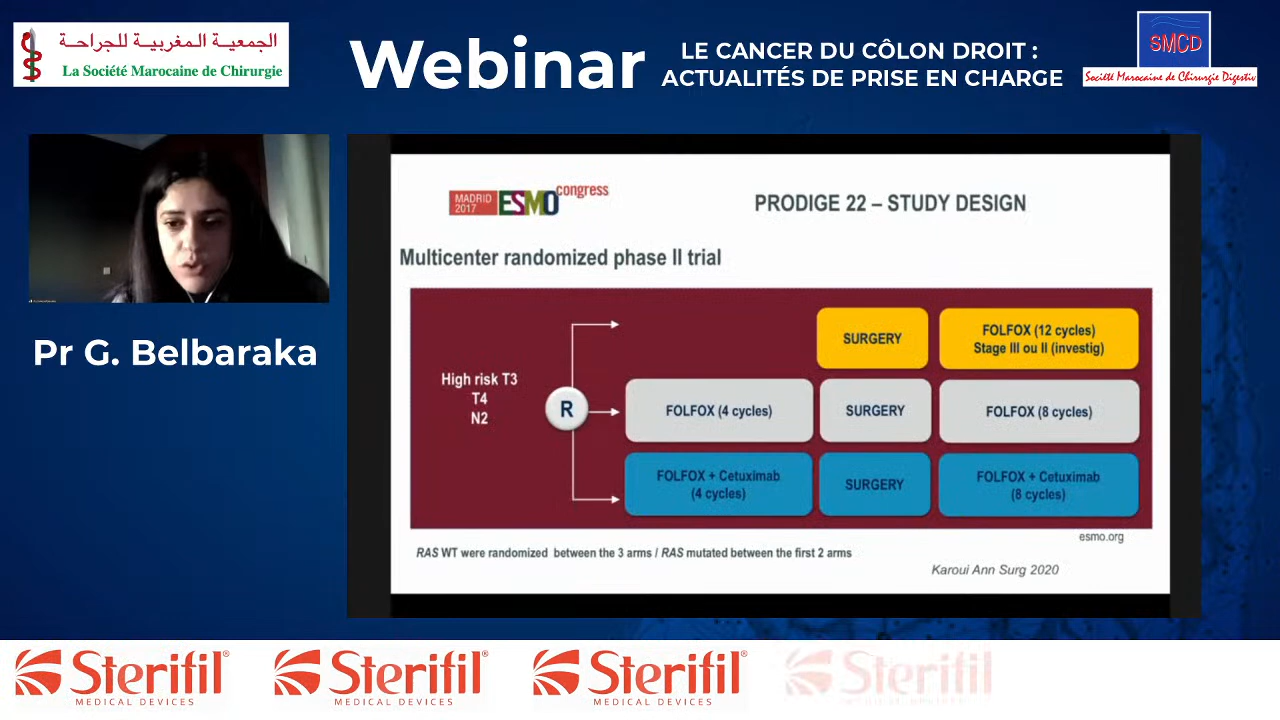 الجمعية المغربية للجراحة
La Société Marocaine de Chirurgie
Webinar
LE CANCER DU CÔLON DROIT :
ACTUALITÉS DE PRISE EN CHARGE
SMCD
Société Marocaine de Chirurgie Digestiv
Pr G. Belbaraka
MADRID
2017
ESMO
congress
PRODIGE 22 – STUDY DESIGN
Multicenter randomized phase II trial
High risk T3
T4
N2
R
SURGERY
FOLFOX (12 cycles)
Stage III ou II (investig)
FOLFOX (4 cycles)
SURGERY
FOLFOX (8 cycles)
FOLFOX + Cetuximab
(4 cycles)
SURGERY
FOLFOX + Cetuximab
(8 cycles)
esmo.org
RAS WT were randomized between the 3 arms / RAS mutated between the first 2 arms
Karoui Ann Surg 2020
Sterifil®
MEDICAL DEVICES
Sterifil®
MEDICAL DEVICES
Sterifil®
MEDICAL DEVICES
Sterifil